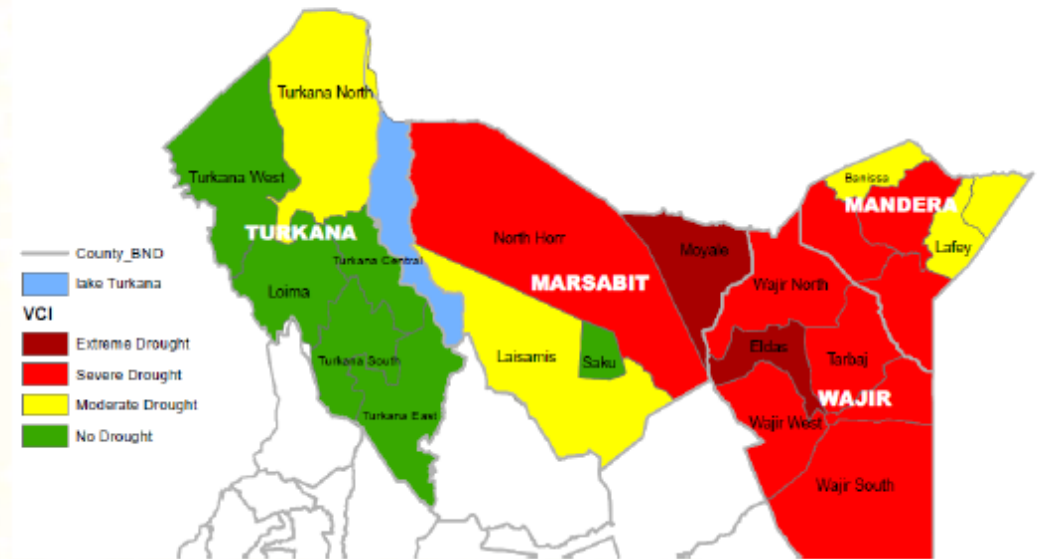 Turkana North
Turkana West
Banissa
MANDERA
TURKANA
North Horr
Moyale
Lafey
County_BND
Turkana Central
lake Turkana
MARSABIT
Wajir North
Loima
VCI
Extreme Drought
Eldas
Laisamis
Saku
Tarbaj
Turkana South
Severe Drought
WAJIR
Moderate Drought
Turkana East
Wajir West
No Drought
Wajir South